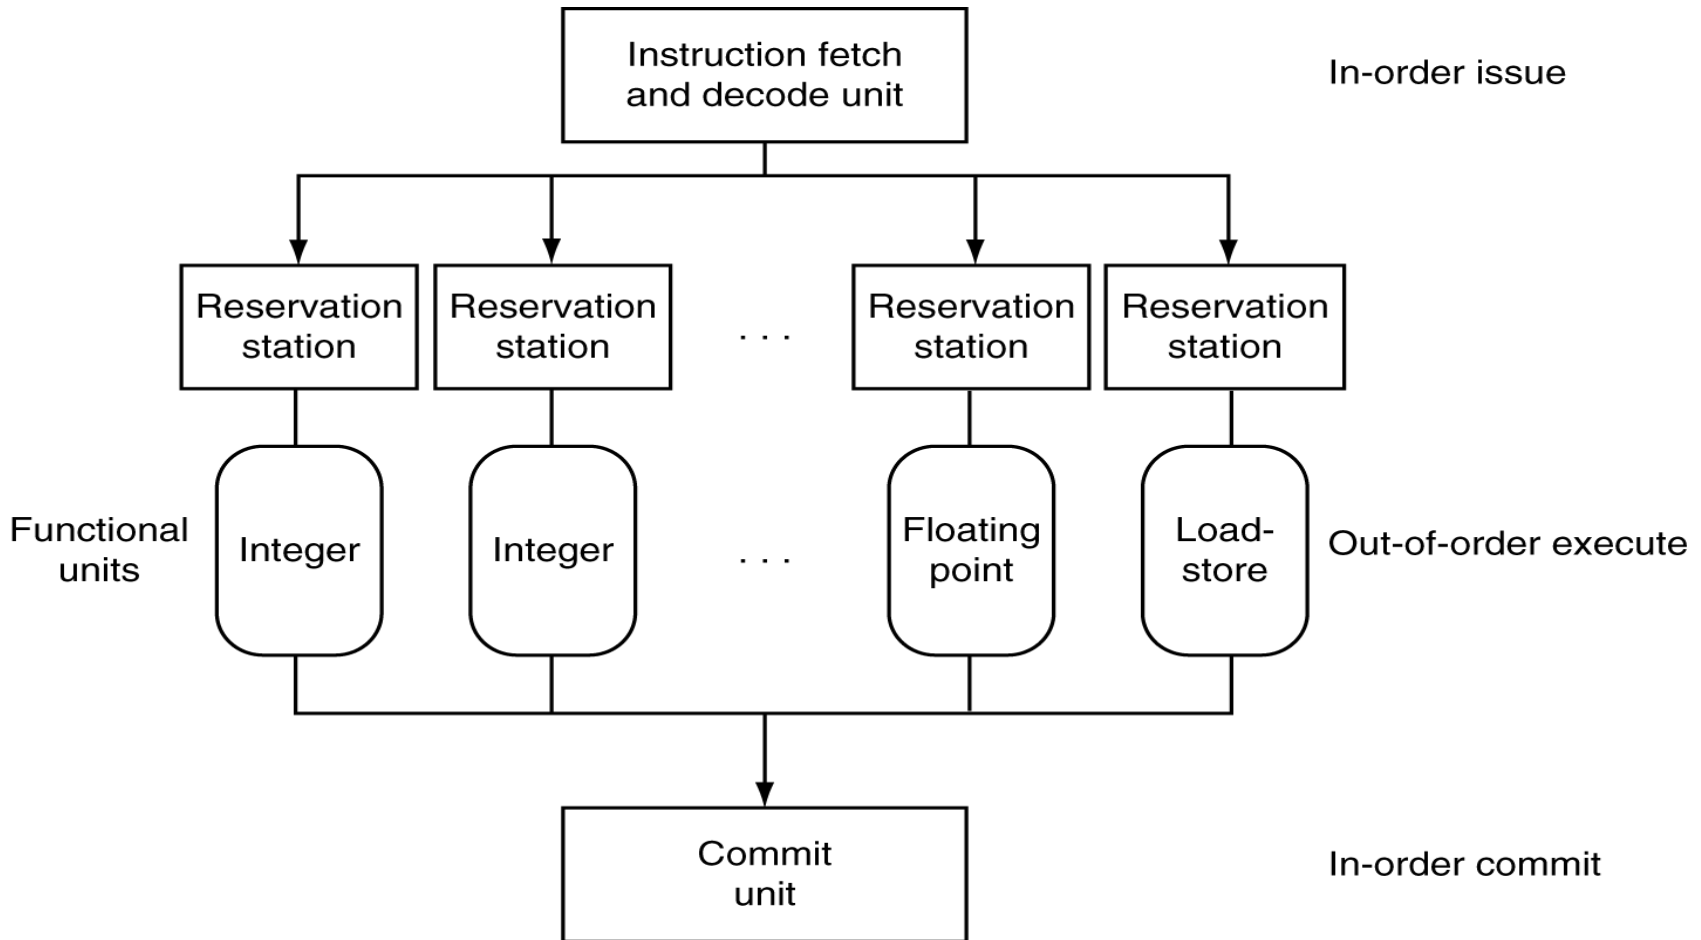 Instruction fetch
and decode unit
In-order issue
Reservation
station
Reservation
station
. . .
Reservation
station
Reservation
station
Functional
units
Integer
Integer
. . .
Floating
point
Load-
store
Out-of-order execute
Commit
unit
In-order commit